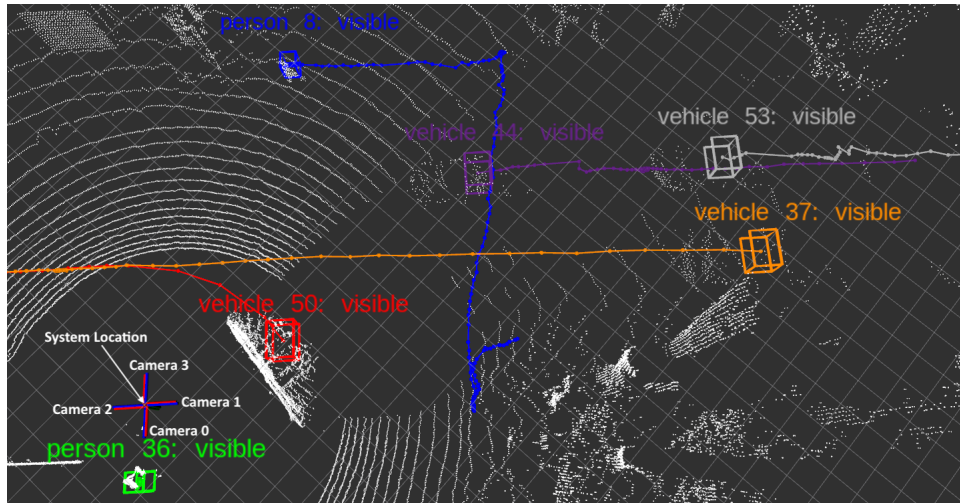 person 8: visible
vehicle 53: visible
vehicle 44: visible
vehicle 37: visible
vehicle 50: visible
System Location
Camera 3
Camera 2
Camera 1
Camera 0
person 36: visible